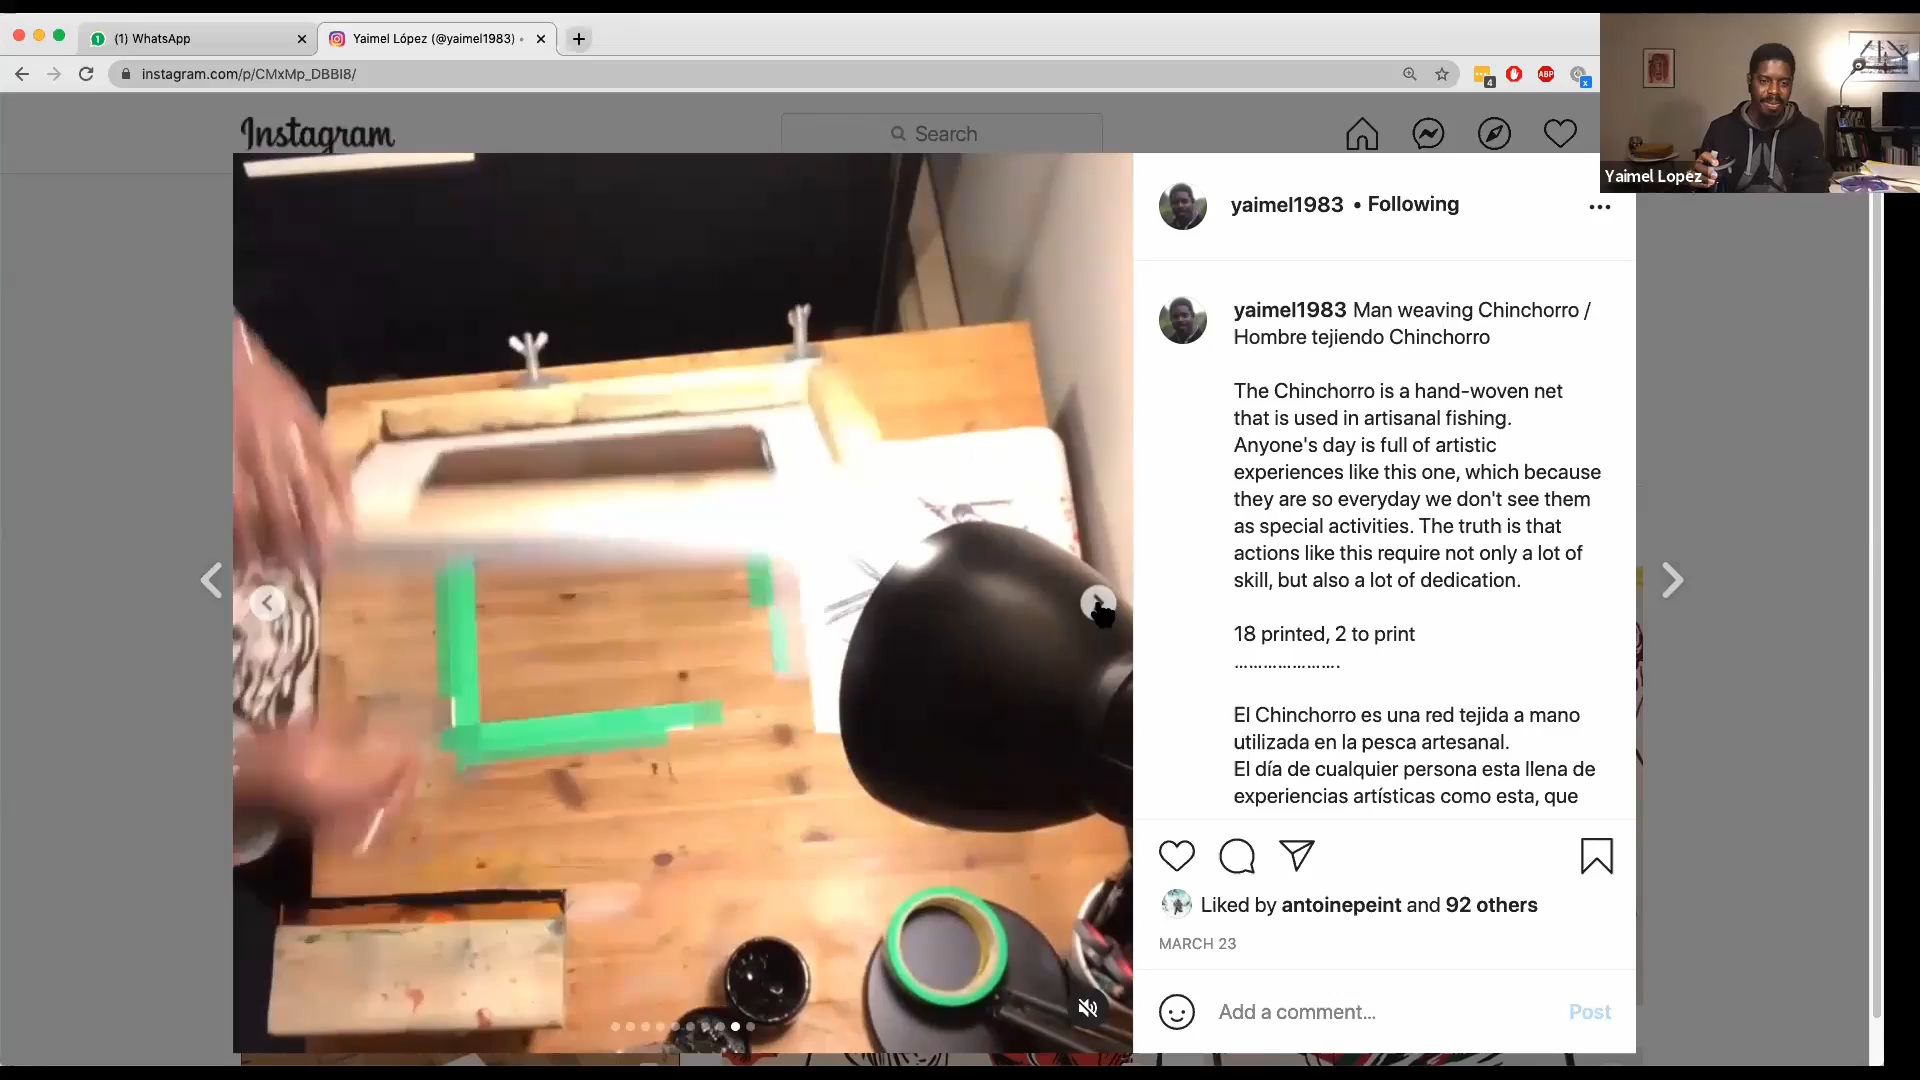 (1) WhatsApp
Yaimel López (@yaimel1983) •
instagram.com/p/CMxMp_DBBI8/
4
ABP
x
Instagram
Search
Yaimel Lopez
yaimel1983 • Following
yaimel1983 Man weaving Chinchorro /
Hombre tejiendo Chinchorro
The Chinchorro is a hand-woven net
that is used in artisanal fishing.
Anyone's day is full of artistic
experiences like this one, which because
they are so everyday we don't see them
as special activities. The truth is that
actions like this require not only a lot of
skill, but also a lot of dedication.
18 printed, 2 to print
………………….
El Chinchorro es una red tejida a mano
utilizada en la pesca artesanal.
El día de cualquier persona esta llena de
experiencias artísticas como esta, que
Liked by antoinepeint and 92 others
MARCH 23
Add a comment...
Post